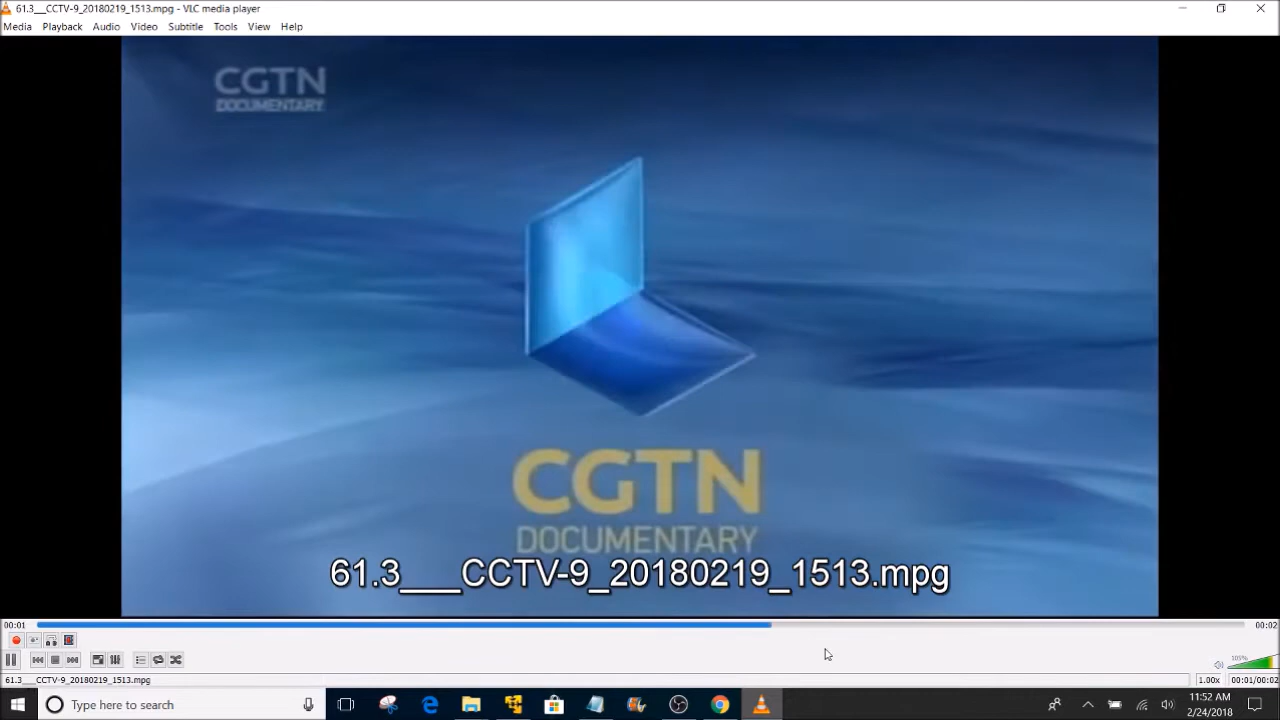 61.3___CCTV-9_20180219_1513.mpg - VLC media player
Media Playback Audio Video Subtitle Tools View Help
CGTN
DOCUMENTARY
CGTN
DOCUMENTARY
61.3___CCTV-9_20180219_1513.mpg
00:01 00:02
105%
61.3___CCTV-9_20180219_1513.mpg 1.00x 00:01/00:02
Type here to search
11:52 AM
2/24/2018